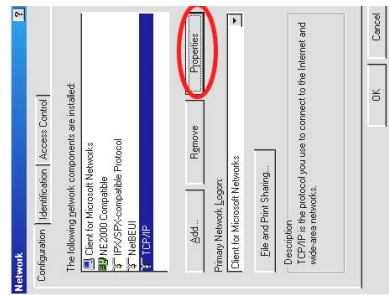 Network
?
Configuration Identification Access Control
The following network components are installed:
Client for Microsoft Networks
NE2000 Compatible
IPX/SPX-compatible Protocol
NetBEUI
TCP/IP
Add... Remove Properties
Primary Network Logon:
Client for Microsoft Networks
File and Print Sharing...
Description
TCP/IP is the protocol you use to connect to the Internet and
wide-area networks.
OK Cancel